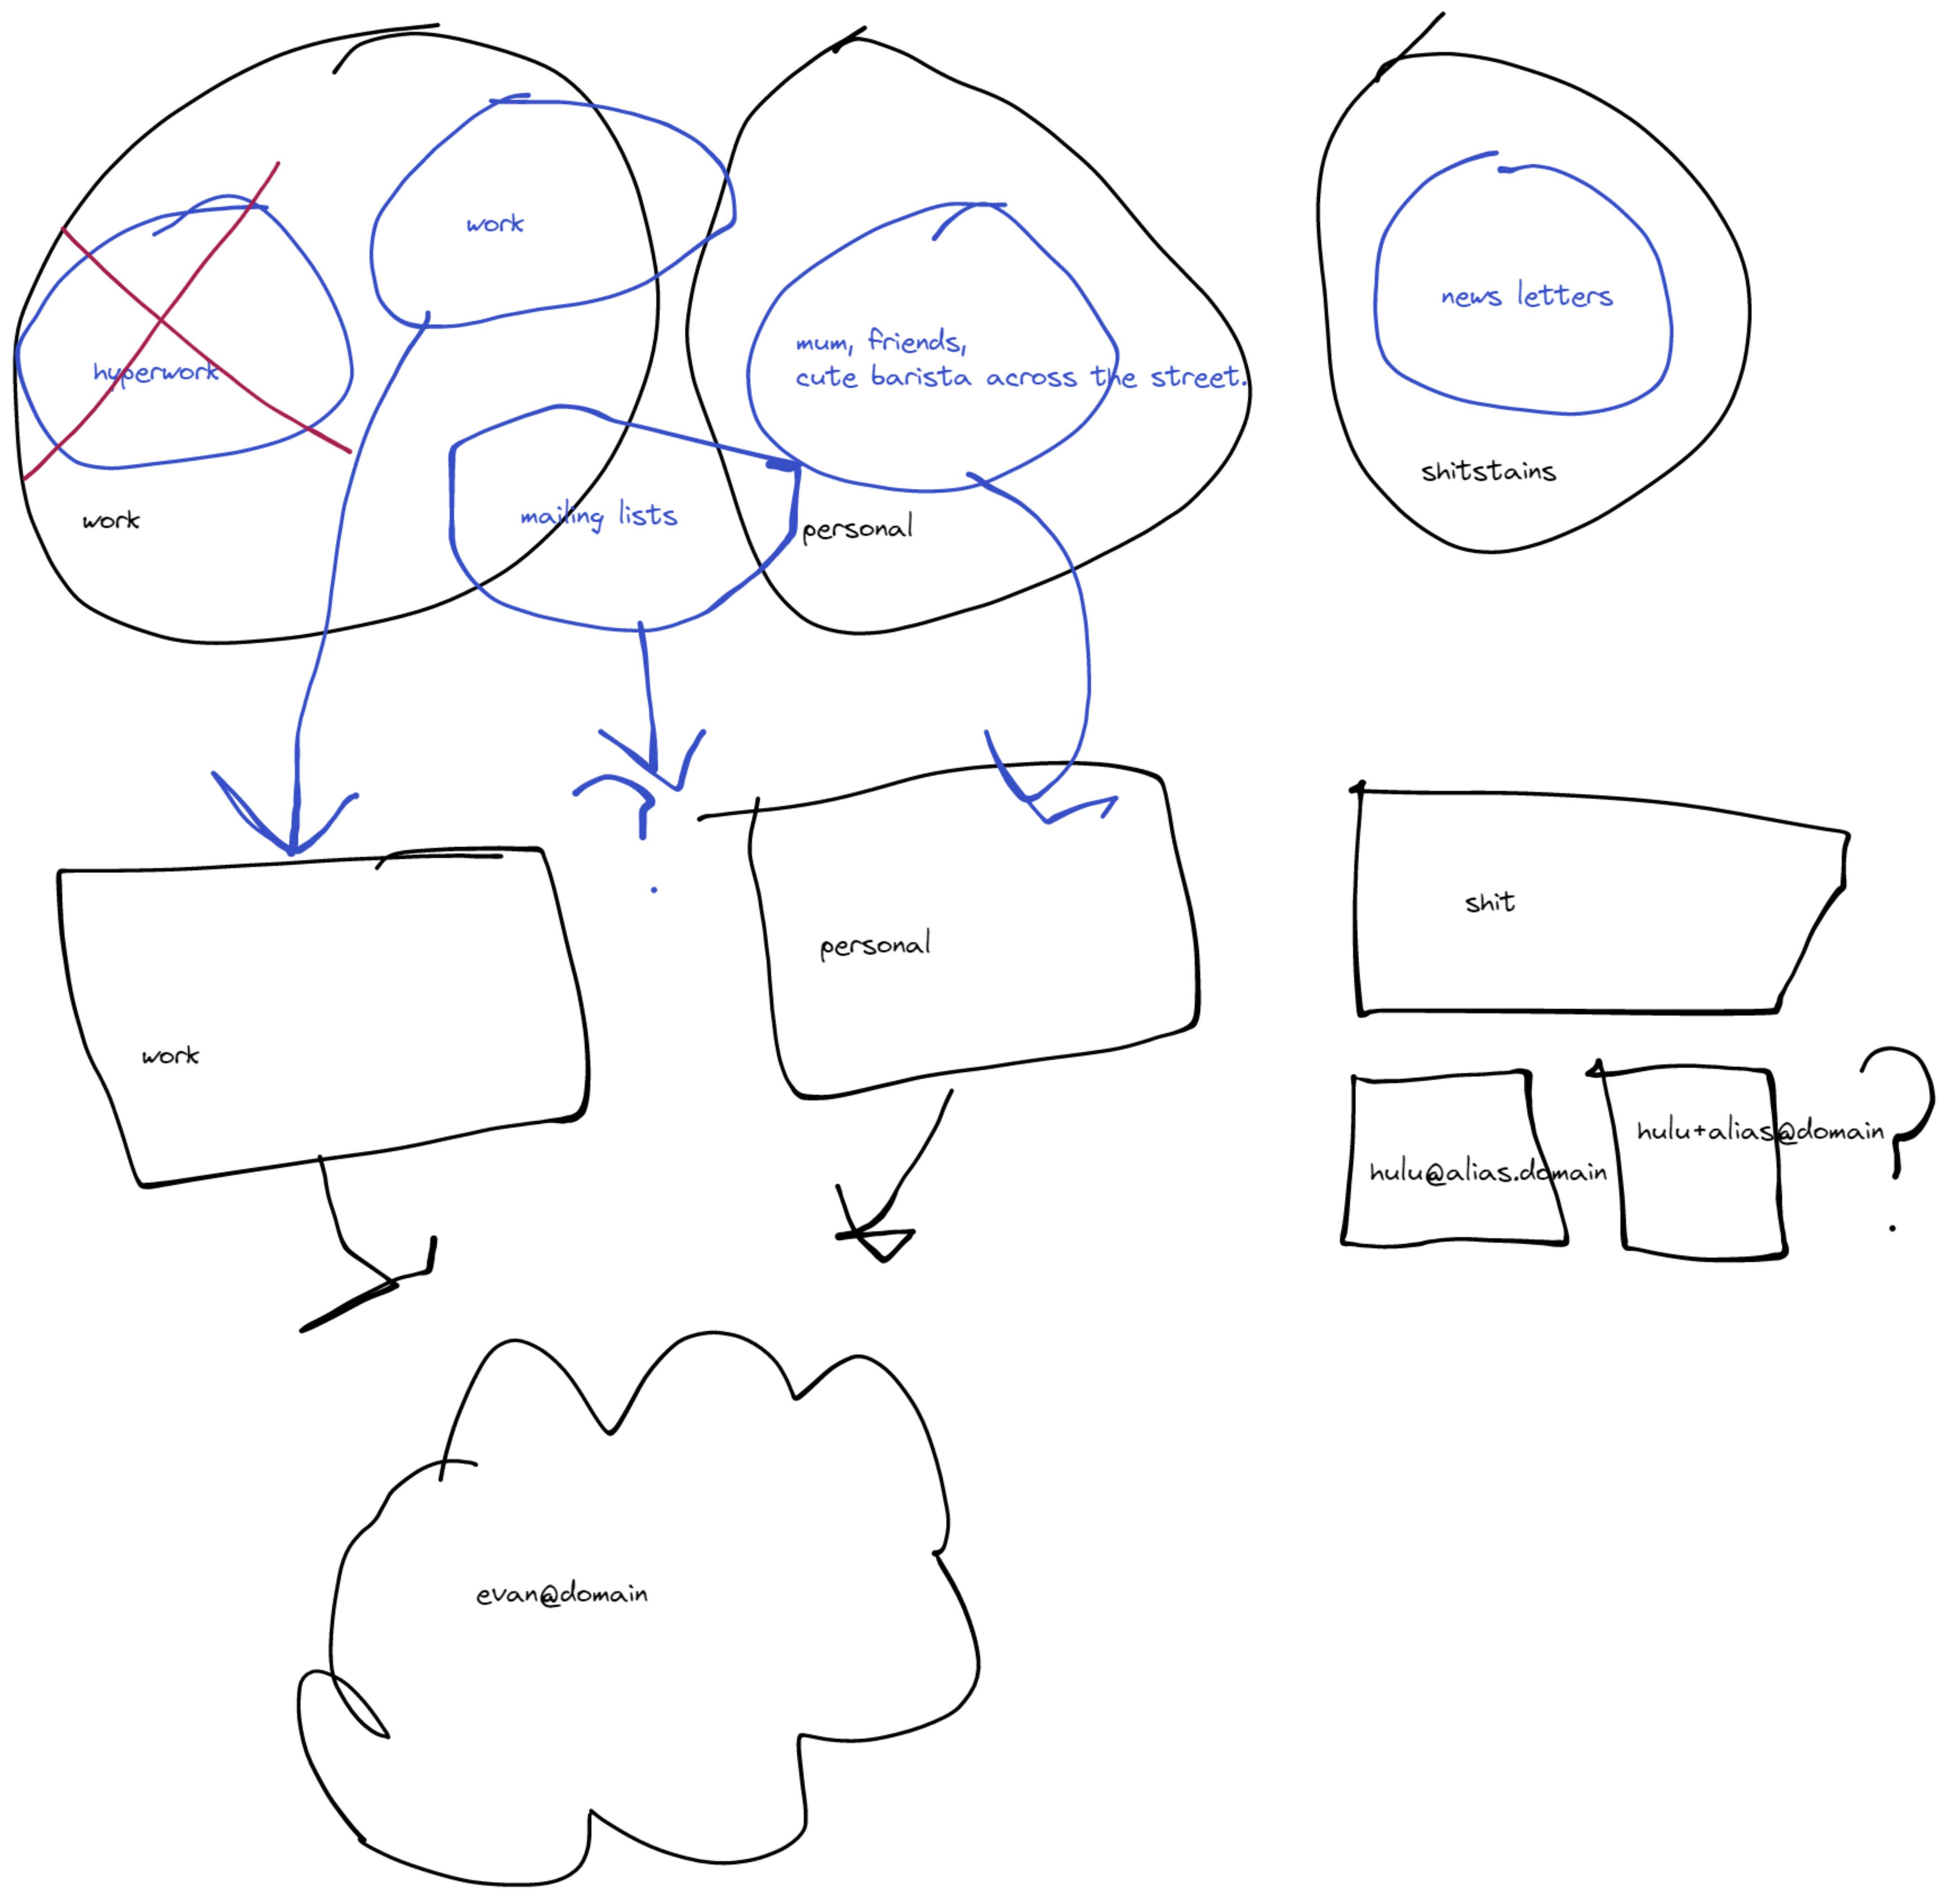 work
hyperwork
work
mailing lists
mum, friends,
cute barista across the street.
personal
news letters
shitstains
?
work
personal
shit
hulu@alias.domain
hulu+alias@domain
?
evan@domain